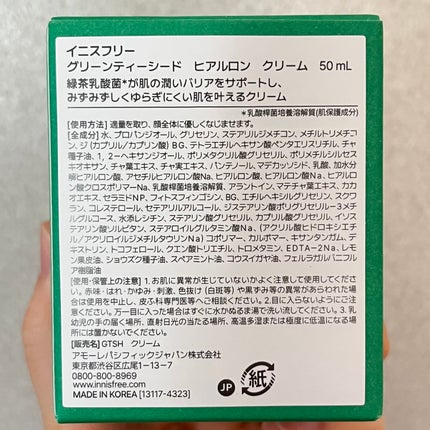 イニスフリー
グリーンティーシード ヒアルロン クリーム 50 mL
緑茶乳酸菌*が肌の潤いバリアをサポートし、
みずみずしくゆらぎにくい肌を叶えるクリーム
*乳酸桿菌培養溶解質(肌保護成分)
[使用方法] 適量を取り、顔全体に優しくなじませます。
[全成分] 水、プロパンジオール、グリセリン、ステアリルジメチコン、メチルトリメチコ
ン、ジ(カプリル/カプリン酸)BG、テトラエチルヘキサン酸ペンタエリスリチル、チャ
種子油、1, 2－ヘキサンジオール、ポリメタクリル酸グリセリル、ポリメチルシルセス
キオキサン、チャ葉エキス、チャ実エキス、パンテノール、マデカッソシド、乳酸、加水分
解ヒアルロン酸、アセチルヒアルロン酸Na、ヒアルロン酸、ヒアルロン酸Na、ヒアル
ロン酸クロスポリマーNa、乳酸桿菌培養溶解質、アラントイン、マテチャ葉エキス、カカ
オエキス、セラミドNP、フィトスフィンゴシン、BG、エチルヘキシルグリセリン、スクワ
ラン、コレステロール、セテアリルアルコール、ジステアリン酸ポリグリセリル－3メチ
ルグルコース、水添レシチン、ステアリン酸グリセリル、カプリル酸グリセリル、イソス
テアリン酸ソルビタン、ステアロイルグルタミン酸Na、(アクリル酸ヒドロキシエチ
ル/アクリロイルジメチルタウリンNa)コポリマー、カルボマー、キサンタンガム、デ
キストリン、トコフェロール、クエン酸トリエチル、トロメタミン、EDTA－2Na、レ
モン果皮油、ショウズク種子油、スペアミント油、コウスイガヤ油、フェルラガルバニフル
ア樹脂油
[使用・保管上の注意] 1.お肌に異常が生じていないかよく注意して使用してくださ
い。赤味・はれ・かゆみ・刺激、色抜け(白斑等)や黒ずみ等の異常があらわれた場
合は使用を中止し、皮ふ科専門医等へご相談ください。2.目に入らないようにご注
意ください。万一目に入った場合はすぐに水かぬるま湯で洗い流してください。3.乳
幼児の手の届く場所、直射日光の当たる場所、高温多湿または極度に低温になる場
所には置かないでください。
[販売名] GTSH クリーム
アモーレパシフィックジャパン株式会社
東京都渋谷区広尾1-1-39
0800-800-8969
www.innisfree.com
MADE IN KOREA [13117-4323]
JP
紙